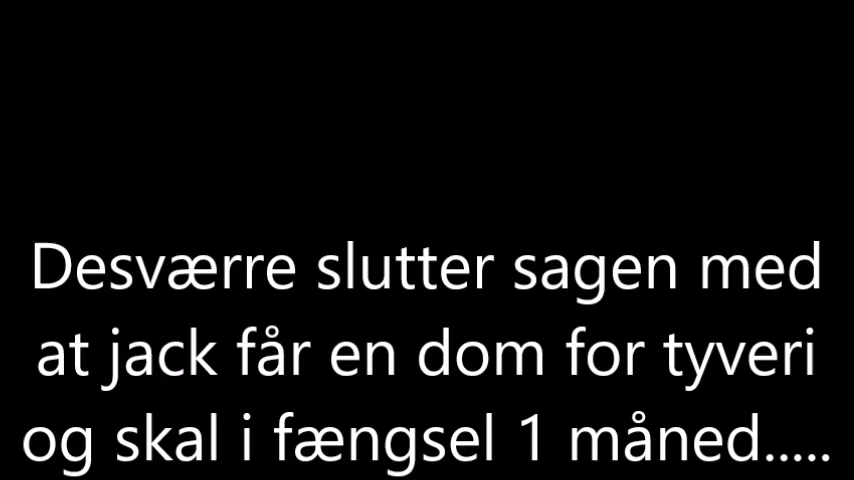 Desværre slutter sagen med
at jack får en dom for tyveri
og skal i fængsel 1 måned.....